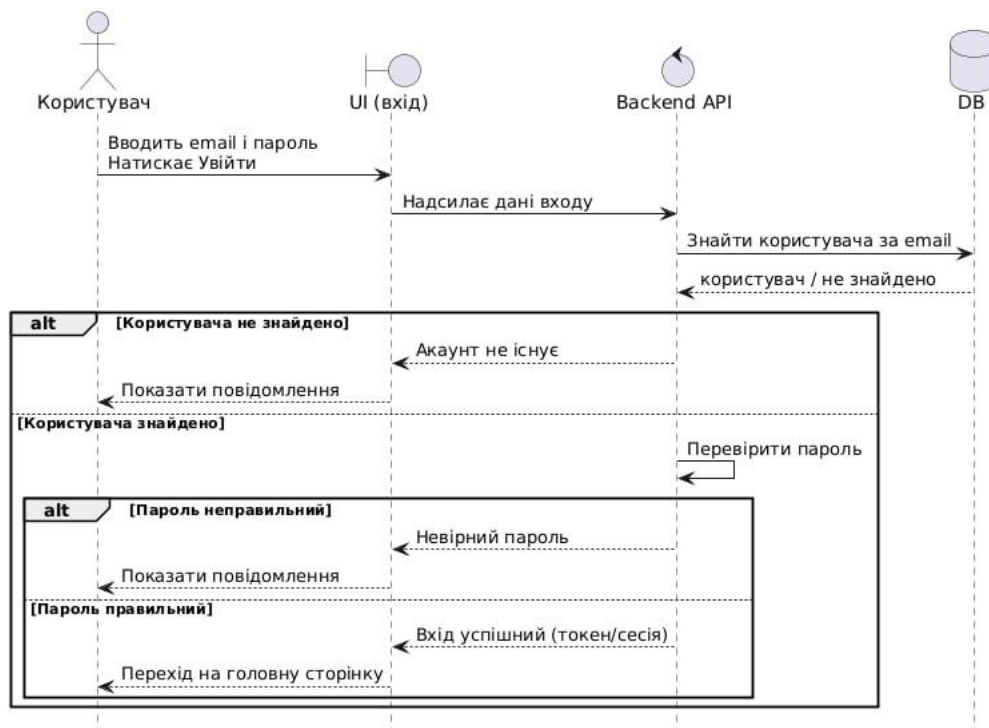 Користувач
UI (вхід)
Backend API
DB
Вводить email і пароль
Натискає Увійти
Надсилає дані входу
Знайти користувача за email
користувач / не знайдено
alt [Користувача не знайдено]
Акаунт не існує
Показати повідомлення
[Користувача знайдено]
Перевірити пароль
alt [Пароль неправильний]
Невірний пароль
Показати повідомлення
[Пароль правильний]
Вхід успішний (токен/сесія)
Перехід на головну сторінку